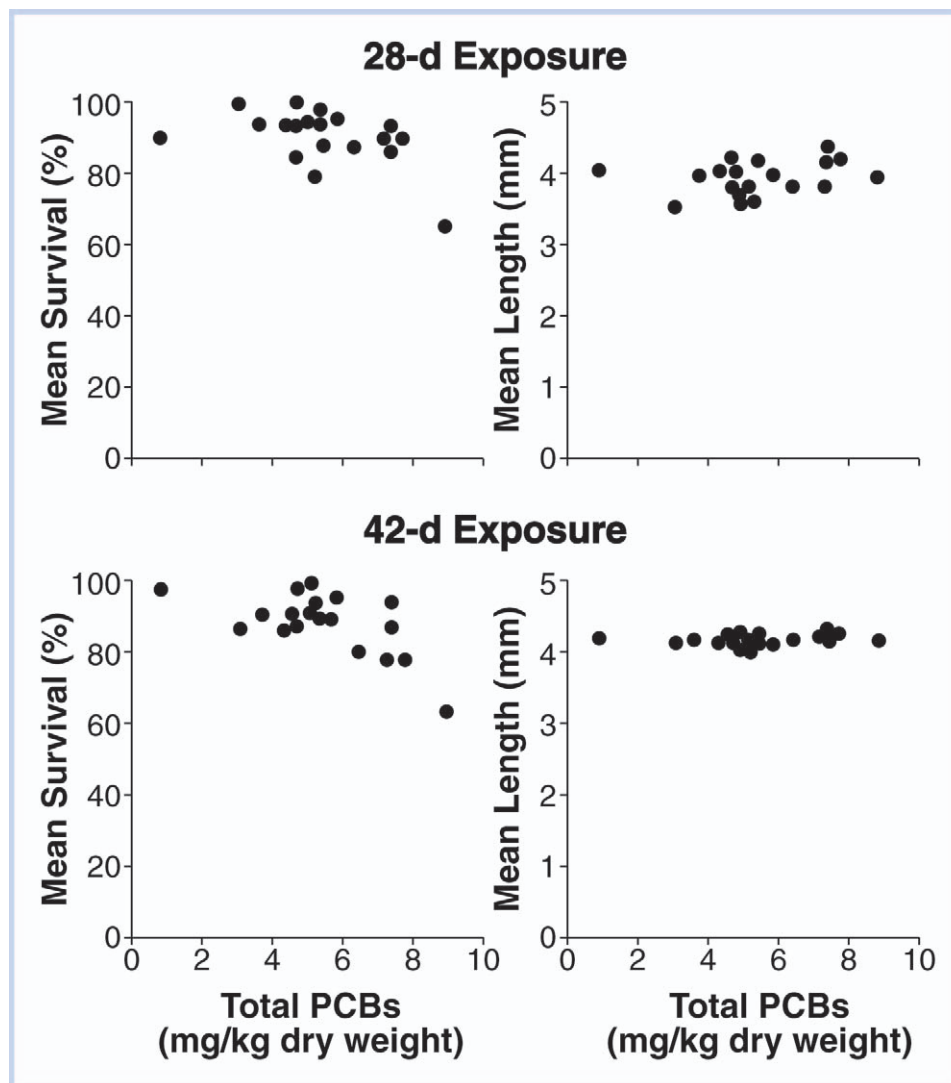 28-d Exposure
Mean Survival (%)
100
80
60
40
20
0
Mean Length (mm)
5
4
3
2
1
0
42-d Exposure
Mean Survival (%)
100
80
60
40
20
0
0 2 4 6 8 10
Total PCBs
(mg/kg dry weight)
Mean Length (mm)
5
4
3
2
1
0
0 2 4 6 8 10
Total PCBs
(mg/kg dry weight)